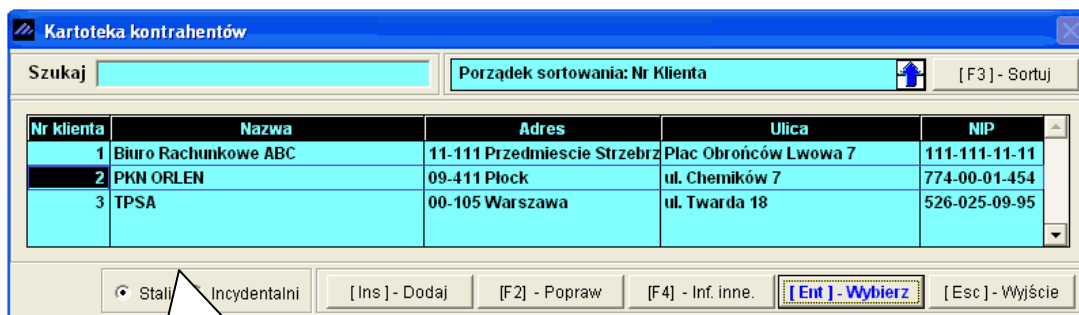 Kartoteka kontrahentów
Szukaj
Porządek sortowania: Nr Klienta
[ F3 ] - Sortuj
Nr klienta Nazwa Adres Ulica NIP
1 Biuro Rachunkowe ABC 11-111 Przedmiescie Strzebrz Plac Obrońców Lwowa 7 111-111-11-11
2 PKN ORLEN 09-411 Płock ul. Chemików 7 774-00-01-454
3 TPSA 00-105 Warszawa ul. Twarda 18 526-025-09-95
Stali Incydentalni [ Ins ] - Dodaj [F2] - Popraw [F4] - Inf. inne. [ Ent ] - Wybierz [ Esc ] - Wyjście